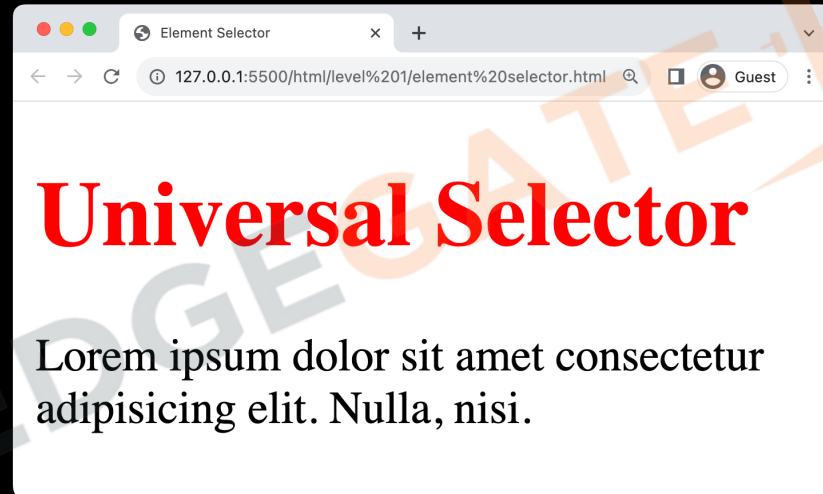 Element Selector
127.0.0.1:5500/html/level%201/element%20selector.html
Guest
Universal Selector
Lorem ipsum dolor sit amet consectetur
adipisicing elit. Nulla, nisi.
EDGEGATE